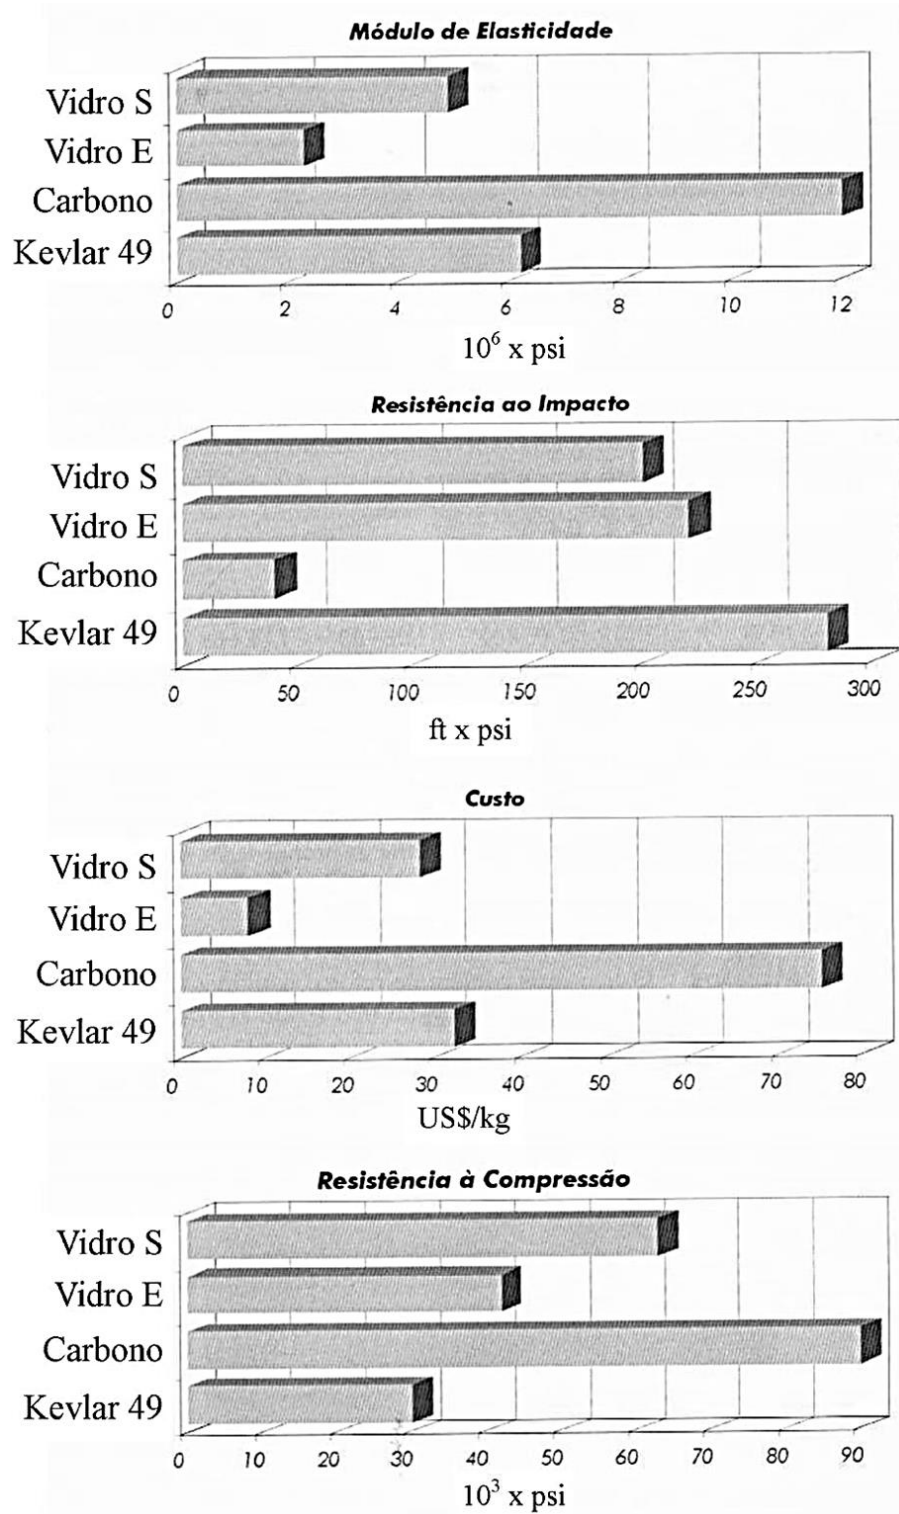 Módulo de Elasticidade
Vidro S
Vidro E
Carbono
Kevlar 49
0 2 4 6 8 10 12
10⁶ x psi
Resistência ao Impacto
Vidro S
Vidro E
Carbono
Kevlar 49
0 50 100 150 200 250 300
ft x psi
Custo
Vidro S
Vidro E
Carbono
Kevlar 49
0 10 20 30 40 50 60 70 80
US$/kg
Resistência à Compressão
Vidro S
Vidro E
Carbono
Kevlar 49
0 10 20 30 40 50 60 70 80 90
10³ x psi